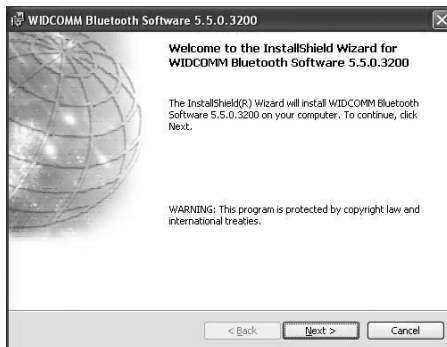 WIDCOMM Bluetooth Software 5.5.0.3200
Welcome to the InstallShield Wizard for
WIDCOMM Bluetooth Software 5.5.0.3200
The InstallShield(R) Wizard will install WIDCOMM Bluetooth
Software 5.5.0.3200 on your computer. To continue, click
Next.
WARNING: This program is protected by copyright law and
international treaties.
< Back Next > Cancel